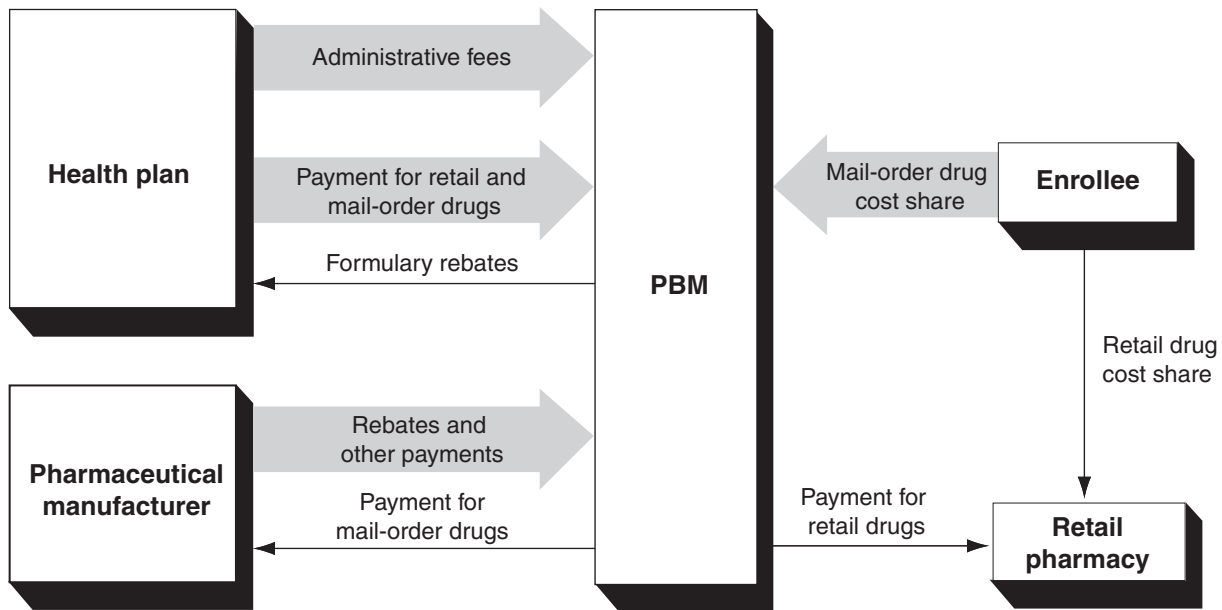 Administrative fees
Health plan
Payment for retail and
mail-order drugs
Formulary rebates
PBM
Mail-order drug
cost share
Enrollee
Retail drug
cost share
Pharmaceutical
manufacturer
Rebates and
other payments
Payment for
mail-order drugs
Payment for
retail drugs
Retail
pharmacy